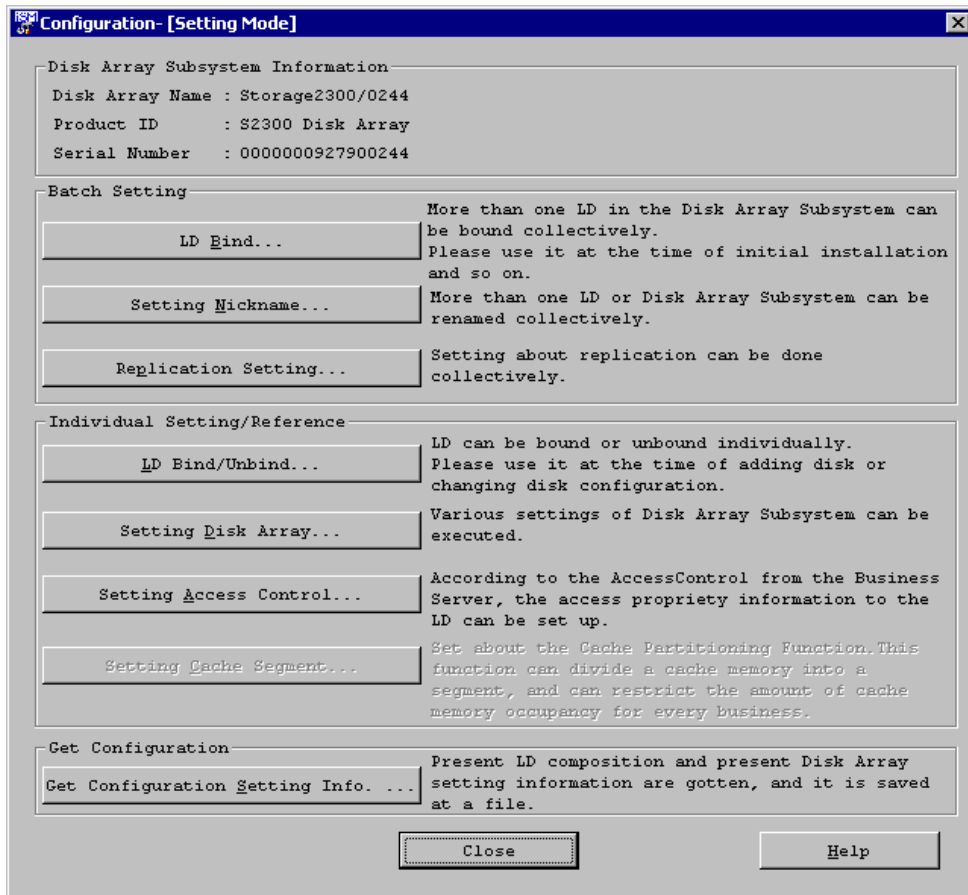 Configuration- [Setting Mode]
Disk Array Subsystem Information
Disk Array Name : Storage2300/0244
Product ID : S2300 Disk Array
Serial Number : 0000000927900244
Batch Setting
LD Bind...
More than one LD in the Disk Array Subsystem can
be bound collectively.
Please use it at the time of initial installation
and so on.
Setting Nickname...
More than one LD or Disk Array Subsystem can be
renamed collectively.
Replication Setting...
Setting about replication can be done
collectively.
Individual Setting/Reference
LD Bind/Unbind...
LD can be bound or unbound individually.
Please use it at the time of adding disk or
changing disk configuration.
Setting Disk Array...
Various settings of Disk Array Subsystem can be
executed.
Setting Access Control...
According to the AccessControl from the Business
Server, the access propriety information to the
LD can be set up.
Setting Cache Segment...
Set about the Cache Partitioning Function.This
function can divide a cache memory into a
segment, and can restrict the amount of cache
memory occupancy for every business.
Get Configuration
Get Configuration Setting Info. ...
Present LD composition and present Disk Array
setting information are gotten, and it is saved
at a file.
Close
Help